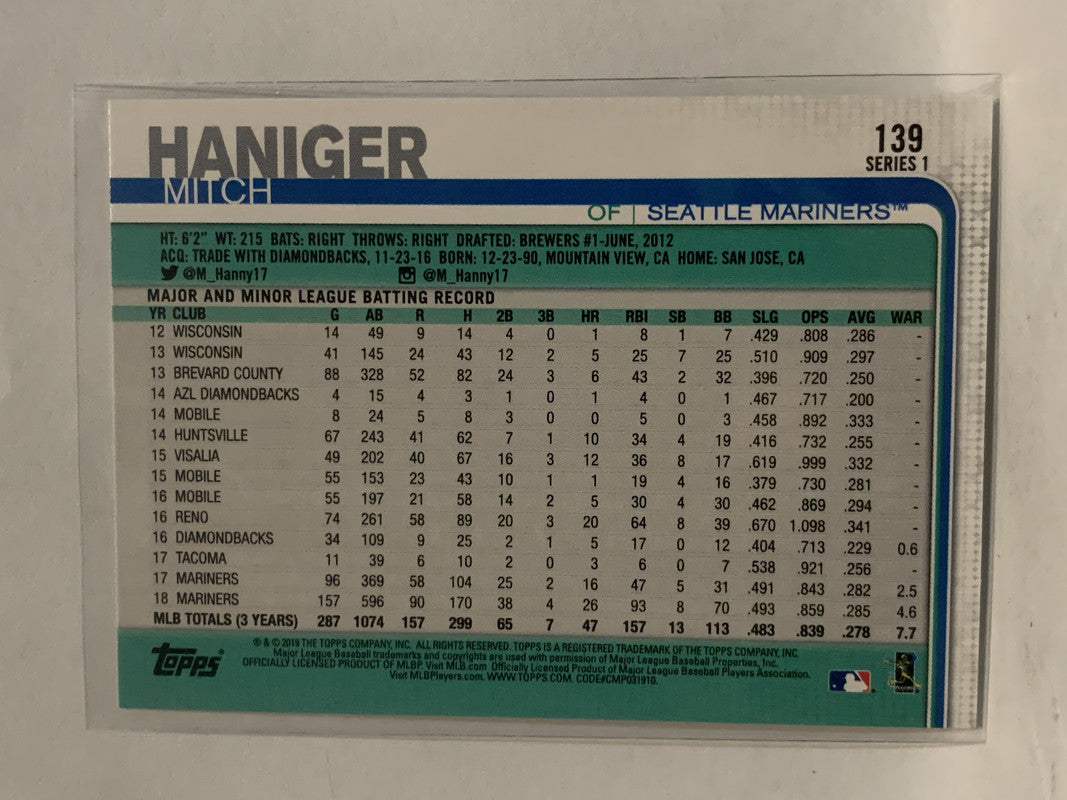 HANIGER
139
SERIES 1
MITCH
OF | SEATTLE MARINERS™
HT: 6'2" WT: 215 BATS: RIGHT THROWS: RIGHT DRAFTED: BREWERS #1-JUNE, 2012
ACQ: TRADE WITH DIAMONDBACKS, 11-23-16 BORN: 12-23-90, MOUNTAIN VIEW, CA HOME: SAN JOSE, CA
@M_Hanny17 @M_Hanny17
MAJOR AND MINOR LEAGUE BATTING RECORD
YR CLUB G AB R H 2B 3B HR RBI SB BB SLG OPS AVG WAR
12 WISCONSIN 14 49 9 14 4 0 1 8 1 7 .429 .808 .286 -
13 WISCONSIN 41 145 24 43 12 2 5 25 7 25 .510 .909 .297 -
13 BREVARD COUNTY 88 328 52 82 24 3 6 43 2 32 .396 .720 .250 -
14 AZL DIAMONDBACKS 4 15 4 3 1 0 1 4 0 1 .467 .717 .200 -
14 MOBILE 8 24 5 8 3 0 0 5 0 3 .458 .892 .333 -
14 HUNTSVILLE 67 243 41 62 7 1 10 34 4 19 .416 .732 .255 -
15 VISALIA 49 202 40 67 16 3 12 36 8 17 .619 .999 .332 -
15 MOBILE 55 153 23 43 10 1 1 19 4 16 .379 .730 .281 -
16 MOBILE 55 197 21 58 14 2 5 30 4 30 .462 .869 .294 -
16 RENO 74 261 58 89 20 3 20 64 8 39 .670 1.098 .341 -
16 DIAMONDBACKS 34 109 9 25 2 1 5 17 0 12 .404 .713 .229 0.6
17 TACOMA 11 39 6 10 2 0 3 6 0 7 .538 .921 .256 -
17 MARINERS 96 369 58 104 25 2 16 47 5 31 .491 .843 .282 2.5
18 MARINERS 157 596 90 170 38 4 26 93 8 70 .493 .859 .285 4.6
MLB TOTALS (3 YEARS) 287 1074 157 299 65 7 47 157 13 113 .483 .839 .278 7.7
topps
® & © 2019 THE TOPPS COMPANY, INC. ALL RIGHTS RESERVED. TOPPS IS A REGISTERED TRADEMARK OF THE TOPPS COMPANY, INC.
Major League Baseball trademarks and copyrights are used with permission of Major League Baseball Properties, Inc.
OFFICIALLY LICENSED PRODUCT OF MLBP. Visit MLB.com Officially Licensed Product of Major League Baseball Players Association.
Visit MLBPlayers.com. WWW.TOPPS.COM. CODE#CMP031910.